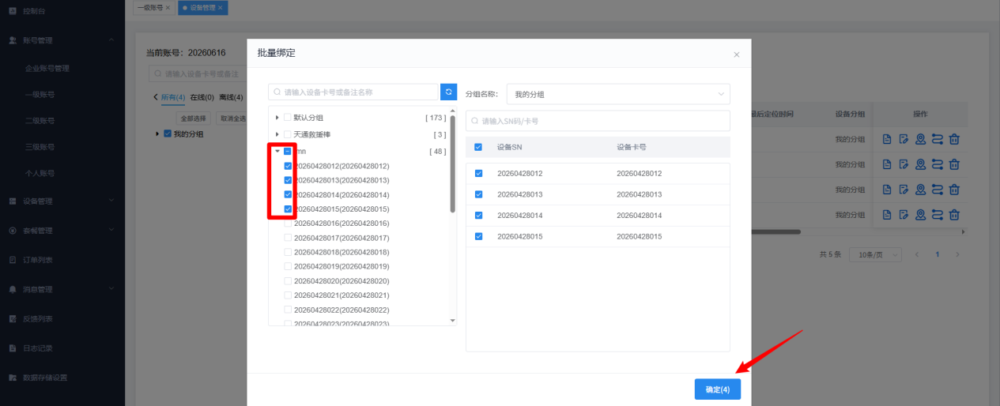 控制台
账号管理
企业账号管理
一级账号
二级账号
三级账号
个人账号
设备管理
套餐管理
订单列表
消息管理
反馈列表
日志记录
数据存储设置
一级账号 ×
设备管理 ×
当前账号：20260616
请输入设备卡号或备注
所有(4) 在线(0) 离线(4)
全部选择 取消全选
我的分组
批量绑定
请输入设备卡号或备注名称
默认分组 [ 173 ]
天通救援棒 [ 3 ]
mn [ 48 ]
20260428012(20260428012)
20260428013(20260428013)
20260428014(20260428014)
20260428015(20260428015)
20260428016(20260428016)
20260428017(20260428017)
20260428018(20260428018)
20260428019(20260428019)
20260428020(20260428020)
20260428021(20260428021)
20260428022(20260428022)
20260428023(20260428023)
分组名称： 我的分组
请输入SN码/卡号
设备SN 设备卡号
20260428012 20260428012
20260428013 20260428013
20260428014 20260428014
20260428015 20260428015
确定(4)
最后定位时间 设备分组 操作
我的分组
我的分组
我的分组
我的分组
共 5 条 10条/页 1